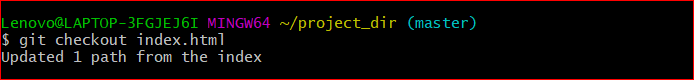 Lenovo@LAPTOP-3FGJEJ6I MINGW64 ~/project_dir (master)
$ git checkout index.html
Updated 1 path from the index